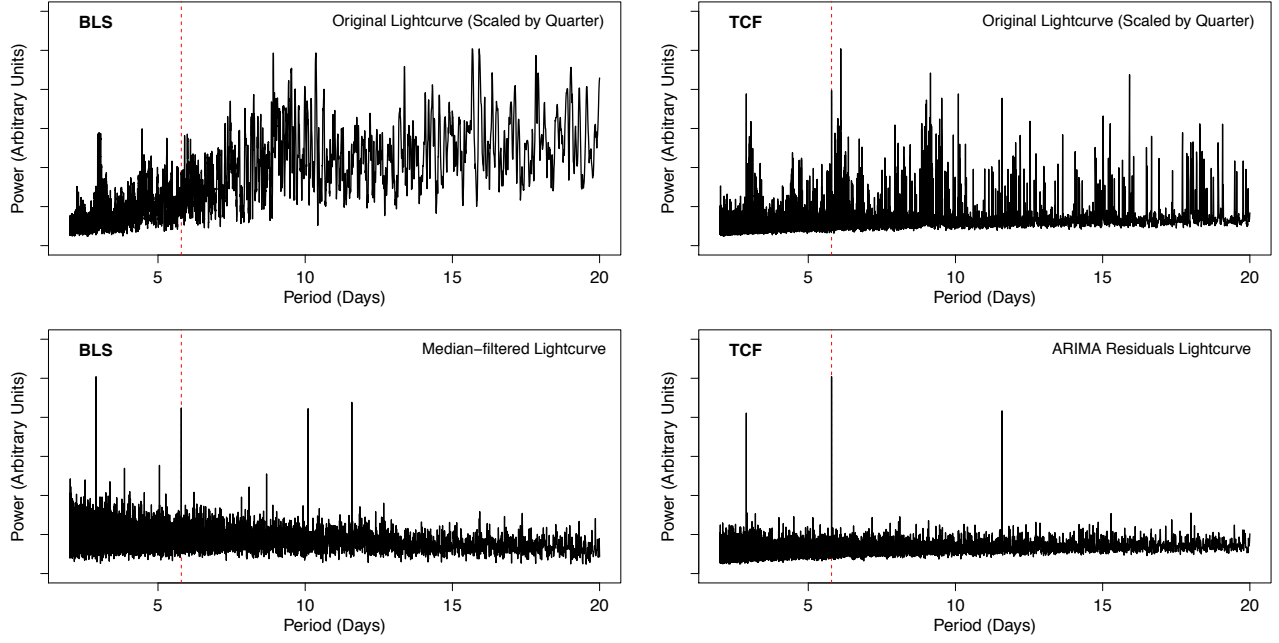 BLS
Original Lightcurve (Scaled by Quarter)
Power (Arbitrary Units)
5 10 15 20
Period (Days)
TCF
Original Lightcurve (Scaled by Quarter)
Power (Arbitrary Units)
5 10 15 20
Period (Days)
BLS
Median−filtered Lightcurve
Power (Arbitrary Units)
5 10 15 20
Period (Days)
TCF
ARIMA Residuals Lightcurve
Power (Arbitrary Units)
5 10 15 20
Period (Days)